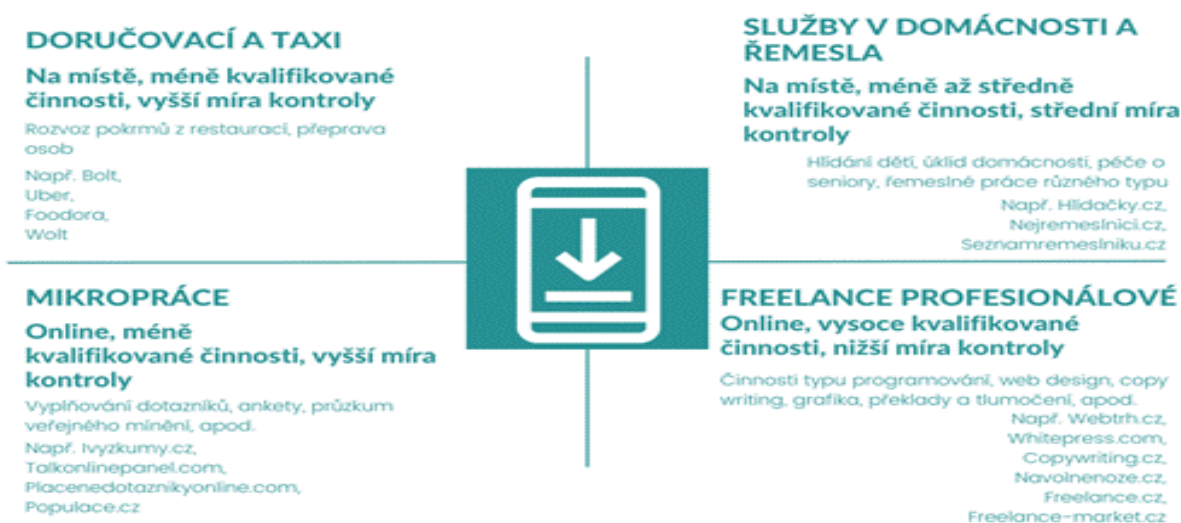 DORUČOVACÍ A TAXI
Na místě, méně kvalifikované
činnosti, vyšší míra kontroly
Rozvoz pokrmů z restaurací, přeprava
osob
Např. Bolt,
Uber,
Foodora,
Wolt
SLUŽBY V DOMÁCNOSTI A
ŘEMESLA
Na místě, méně až středně
kvalifikované činnosti, střední míra
kontroly
Hlídání dětí, úklid domácnosti, péče o
seniory, řemeslné práce různého typu
Např. Hlídačky.cz,
Nejremeslnici.cz,
Seznamremeslniku.cz
MIKROPRÁCE
Online, méně
kvalifikované činnosti, vyšší míra
kontroly
Vyplňování dotazníků, ankety, průzkum
veřejného mínění, apod.
Např. Ivyzkumy.cz,
Talkonlinepanel.com,
Placenedotaznikyonline.com,
Populace.cz
FREELANCE PROFESIONÁLOVÉ
Online, vysoce kvalifikované
činnosti, nižší míra kontroly
Činnosti typu programování, web design, copy
writing, grafika, překlady a tlumočení, apod.
Např. Webtrh.cz,
Whitepress.com,
Copywriting.cz,
Navolnenoze.cz,
Freelance.cz,
Freelance-market.cz